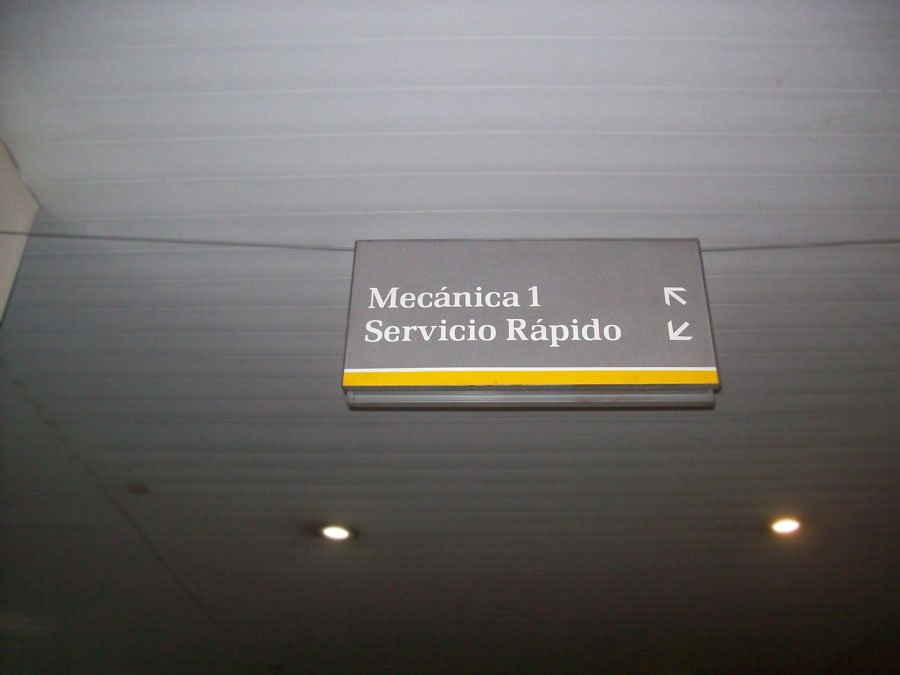 Mecánica 1
Servicio Rápido